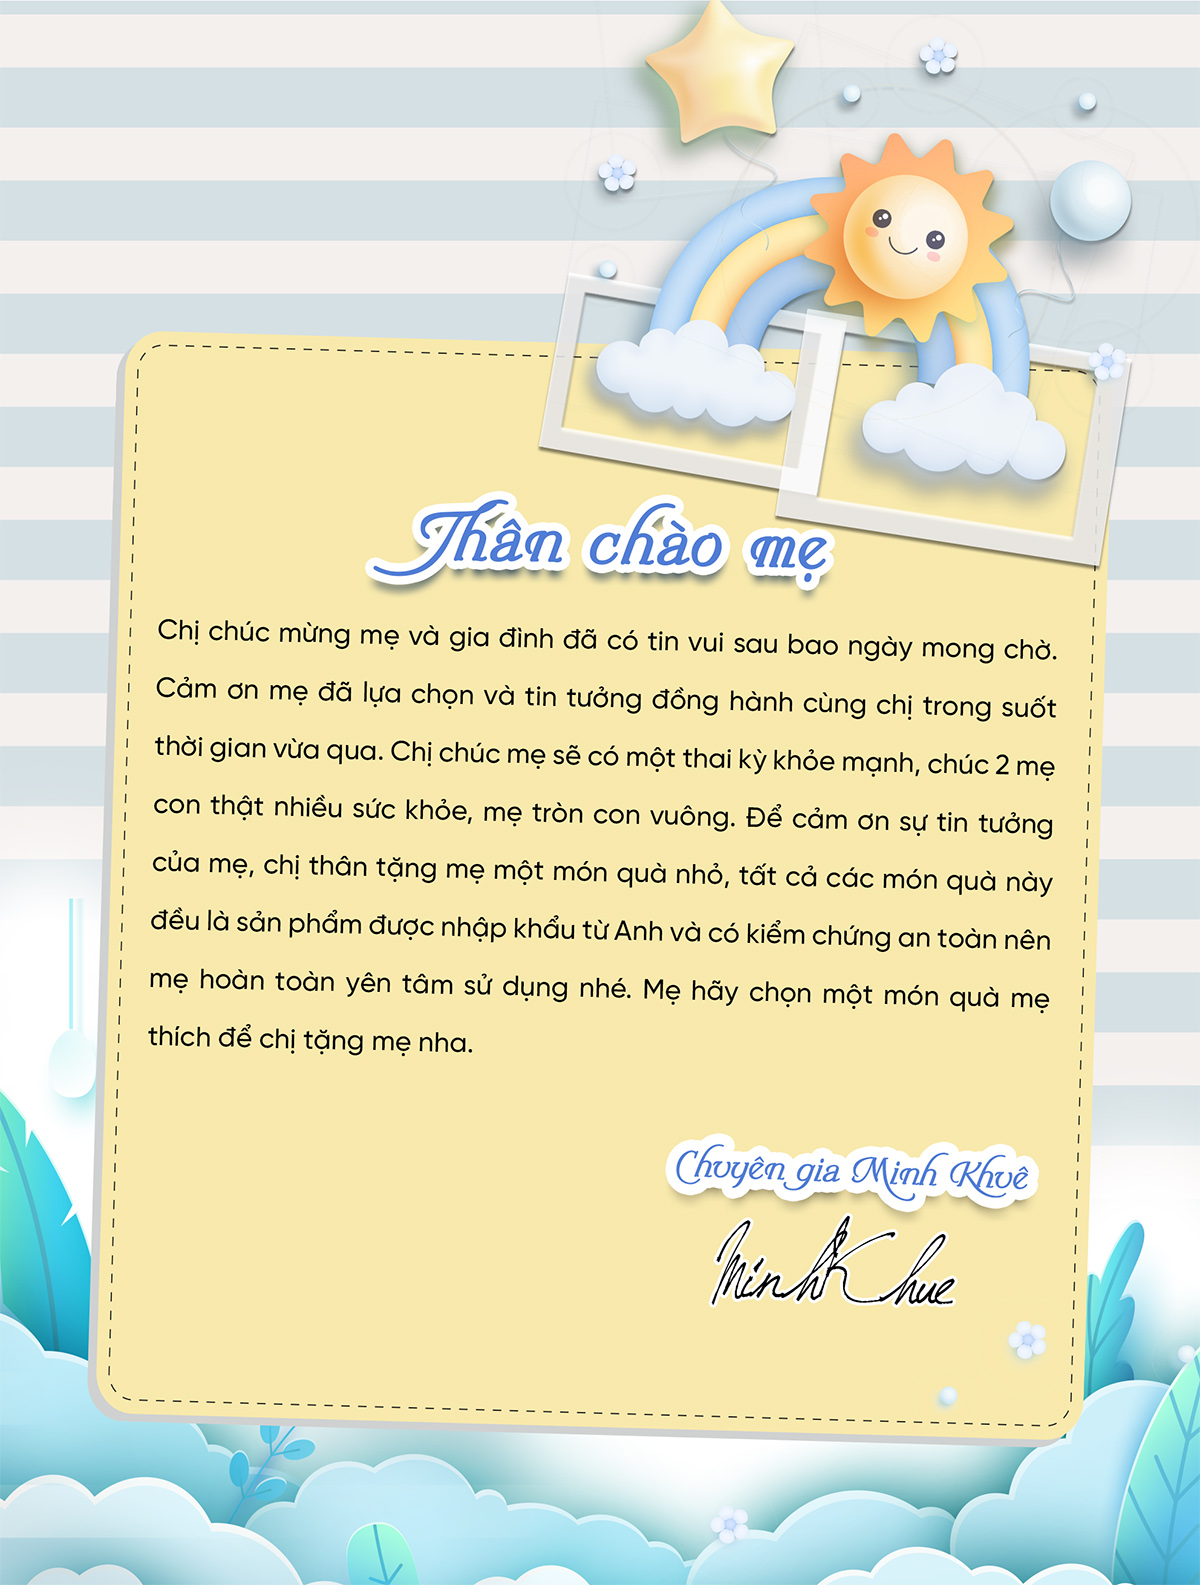 Thân chào mẹ
Chị chúc mừng mẹ và gia đình đã có tin vui sau bao ngày mong chờ.
Cảm ơn mẹ đã lựa chọn và tin tưởng đồng hành cùng chị trong suốt
thời gian vừa qua. Chị chúc mẹ sẽ có một thai kỳ khỏe mạnh, chúc 2 mẹ
con thật nhiều sức khỏe, mẹ tròn con vuông. Để cảm ơn sự tin tưởng
của mẹ, chị thân tặng mẹ một món quà nhỏ, tất cả các món quà này
đều là sản phẩm được nhập khẩu từ Anh và có kiểm chứng an toàn nên
mẹ hoàn toàn yên tâm sử dụng nhé. Mẹ hãy chọn một món quà mẹ
thích để chị tặng mẹ nha.
Chuyên gia Minh Khuê
Minh Khue